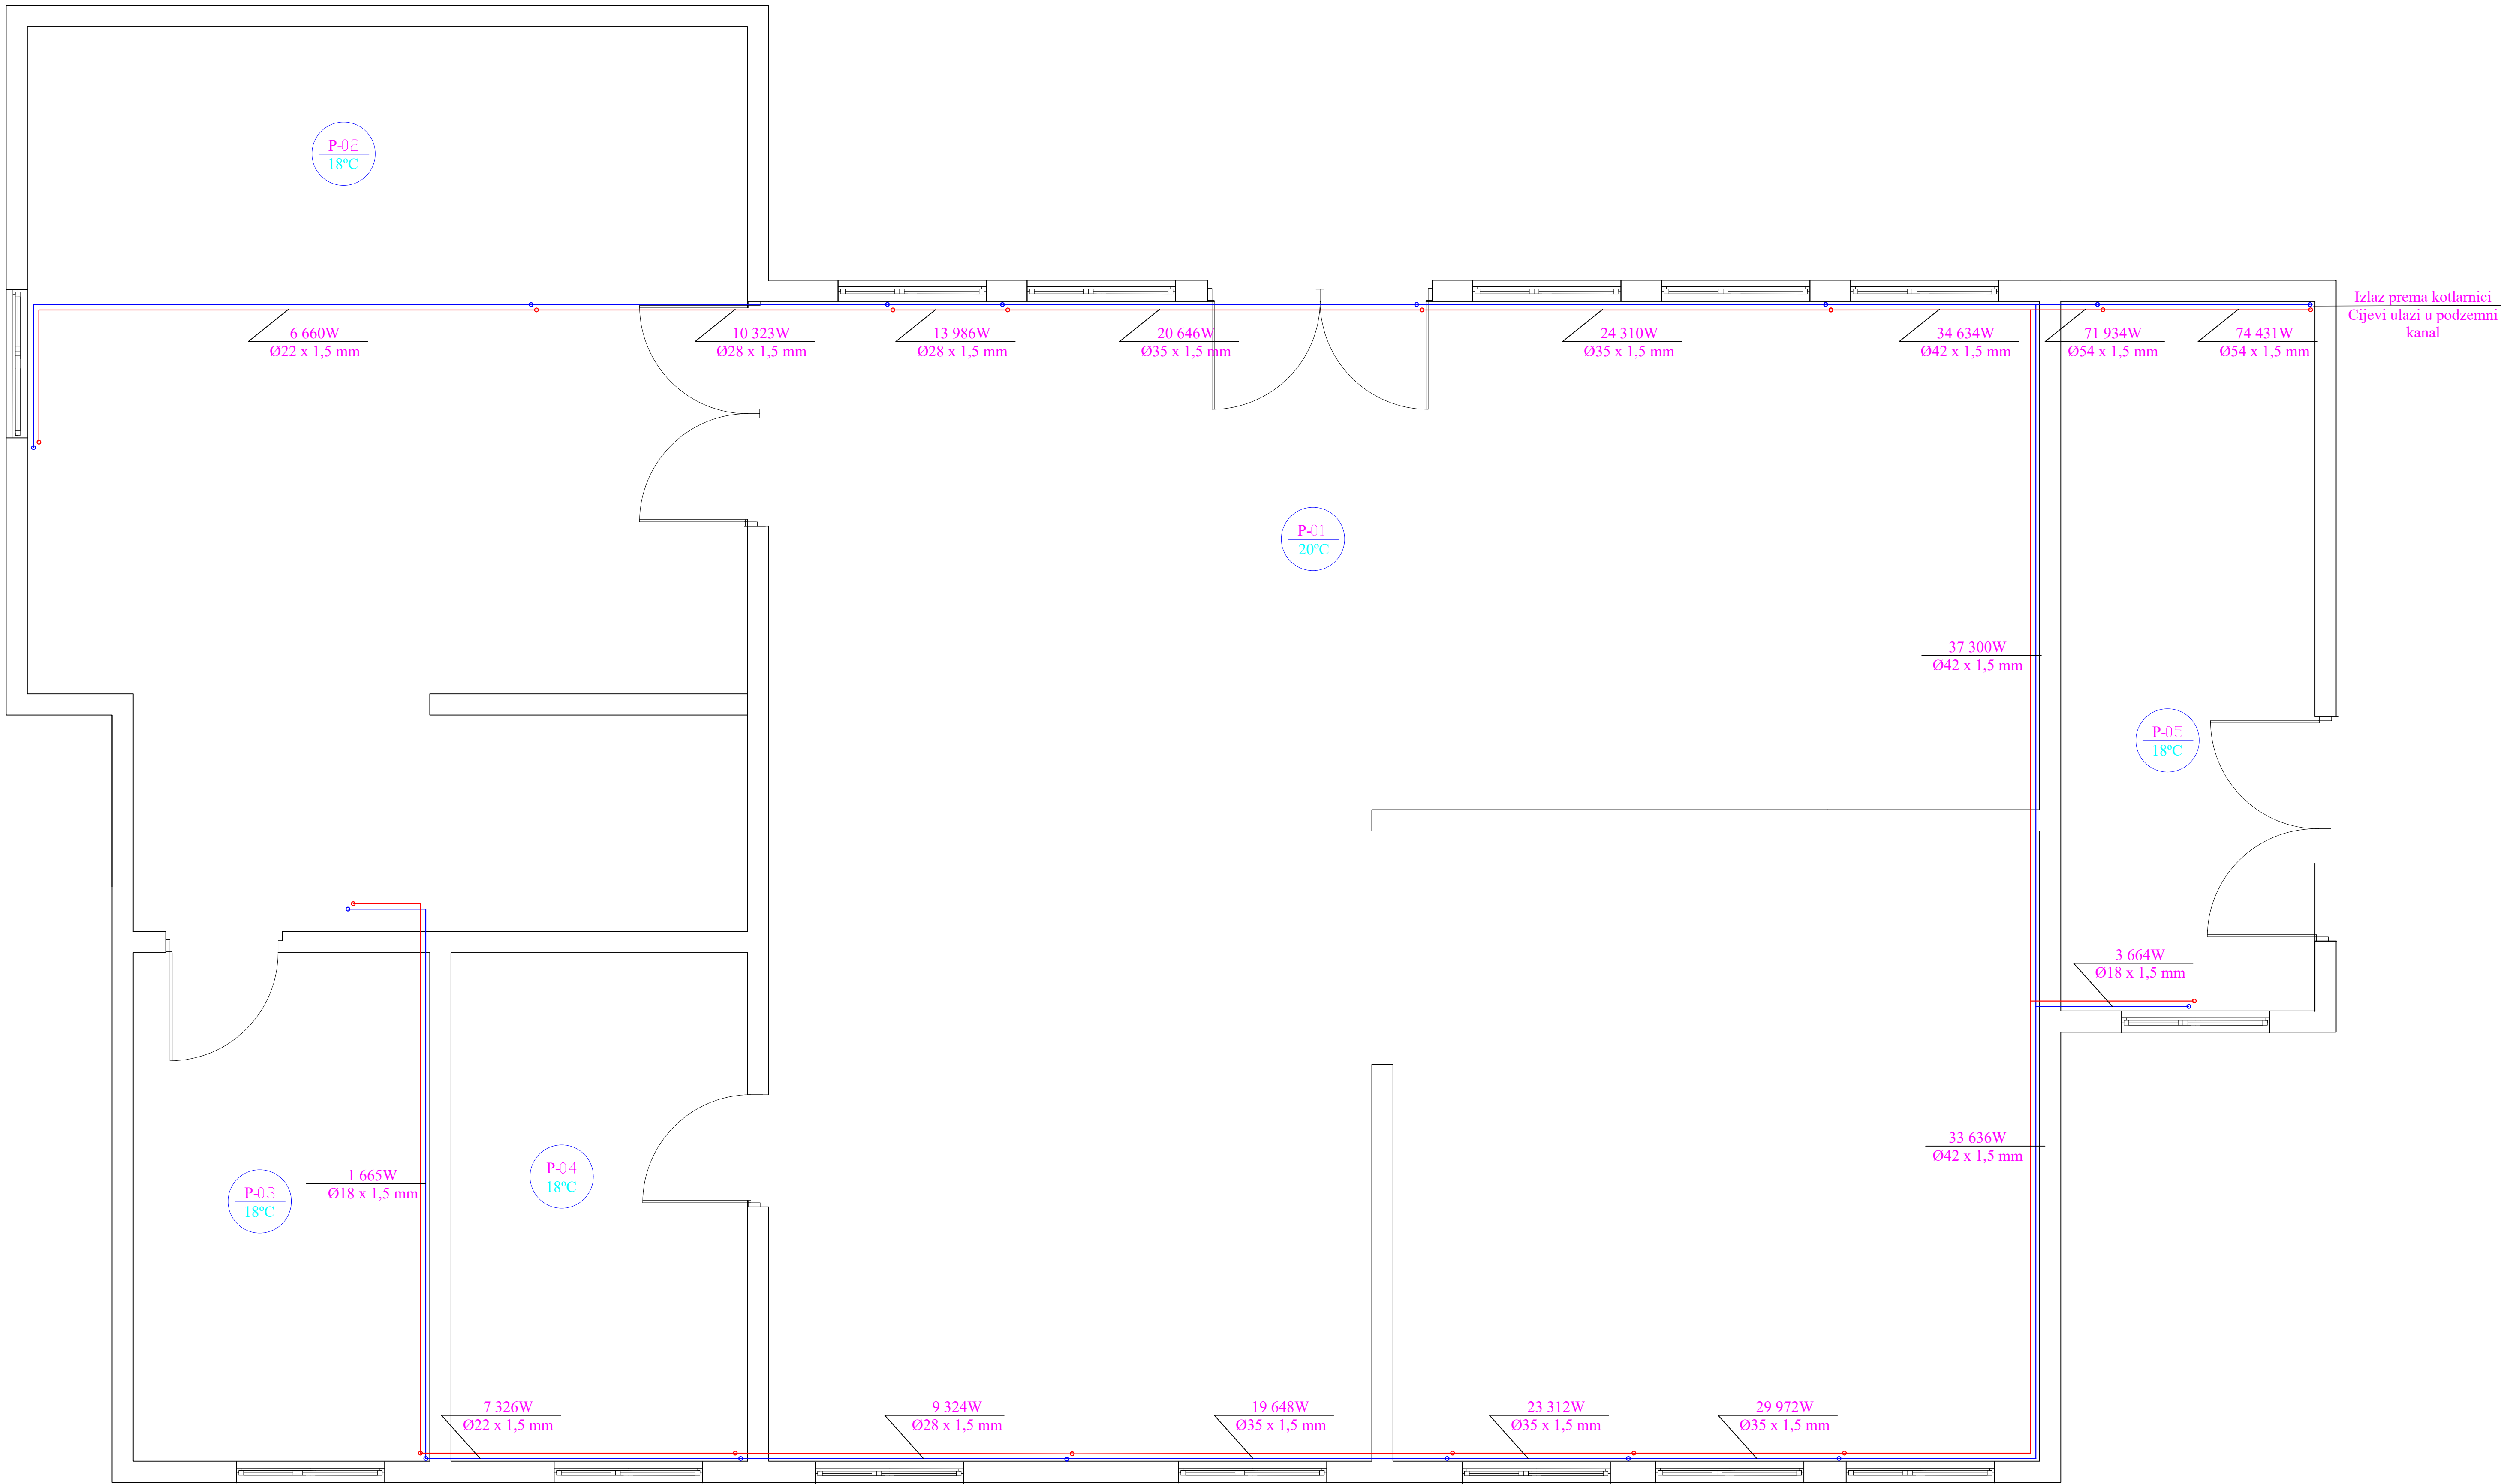 P-02
18°C
Izlaz prema kotlarnici
Cijevi ulazi u podzemni
kanal
6 660W
Ø22 x 1,5 mm
10 323W
Ø28 x 1,5 mm
13 986W
Ø28 x 1,5 mm
20 646W
Ø35 x 1,5 mm
24 310W
Ø35 x 1,5 mm
34 634W
Ø42 x 1,5 mm
71 934W
Ø54 x 1,5 mm
74 431W
Ø54 x 1,5 mm
P-01
20°C
37 300W
Ø42 x 1,5 mm
P-05
18°C
3 664W
Ø18 x 1,5 mm
33 636W
Ø42 x 1,5 mm
P-04
18°C
1 665W
Ø18 x 1,5 mm
P-03
18°C
7 326W
Ø22 x 1,5 mm
9 324W
Ø28 x 1,5 mm
19 648W
Ø35 x 1,5 mm
23 312W
Ø35 x 1,5 mm
29 972W
Ø35 x 1,5 mm